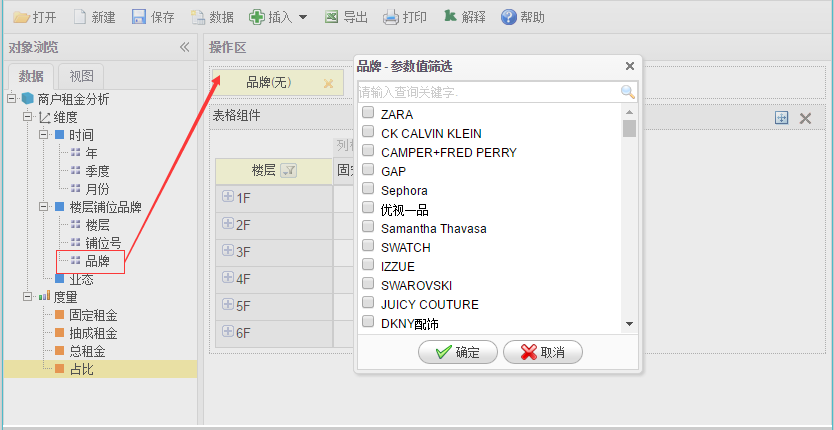 打开 新建 保存 数据 插入 导出 打印 解释 帮助
对象浏览
数据 视图
商户租金分析
维度
时间
年
季度
月份
楼层铺位品牌
楼层
铺位号
品牌
业态
度量
固定租金
抽成租金
总租金
占比
操作区
品牌(无)
表格组件
楼层
1F
2F
3F
4F
5F
6F
品牌 - 参数值筛选
请输入查询关键字.
ZARA
CK CALVIN KLEIN
CAMPER+FRED PERRY
GAP
Sephora
优视一品
Samantha Thavasa
SWATCH
IZZUE
SWAROVSKI
JUICY COUTURE
DKNY配饰
确定 取消